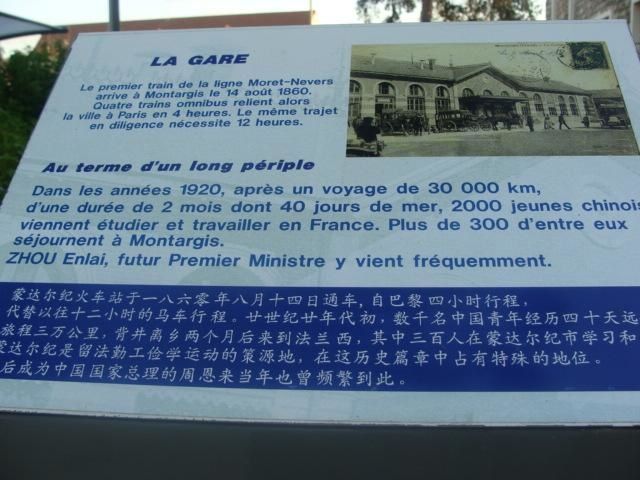 LA GARE
Le premier train de la ligne Moret-Nevers
arrive à Montargis le 14 août 1860.
Quatre trains omnibus relient alors
la ville à Paris en 4 heures. Le même trajet
en diligence nécessite 12 heures.
Au terme d'un long périple
Dans les années 1920, après un voyage de 30 000 km,
d'une durée de 2 mois dont 40 jours de mer, 2000 jeunes chinois
viennent étudier et travailler en France. Plus de 300 d'entre eux
séjournent à Montargis.
ZHOU Enlai, futur Premier Ministre y vient fréquemment.
蒙达尔纪火车站于一八六零年八月十四日通车,自巴黎四小时行程,
代替以往十二小时的马车行程。廿世纪廿年代初,数千名中国青年经历四十天远
旅程三万公里,背井离乡两个月后来到法兰西,其中三百人在蒙达尔纪市学习和
蒙达尔纪是留法勤工俭学运动的策源地,在这历史篇章中占有特殊的地位。
后成为中国国家总理的周恩来当年也曾频繁到此。